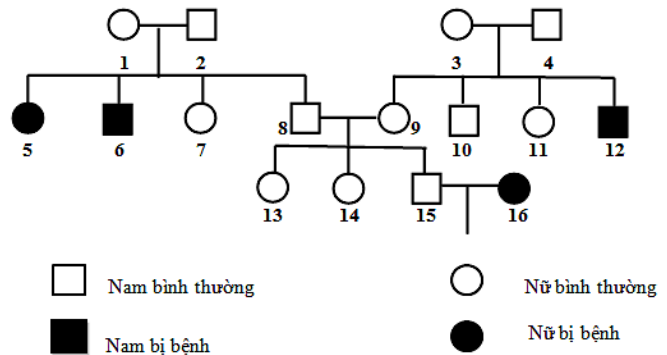 1 2 3 4
5 6 7 8 9 10 11 12
13 14 15 16
Nam bình thường
Nữ bình thường
Nam bị bệnh
Nữ bị bệnh